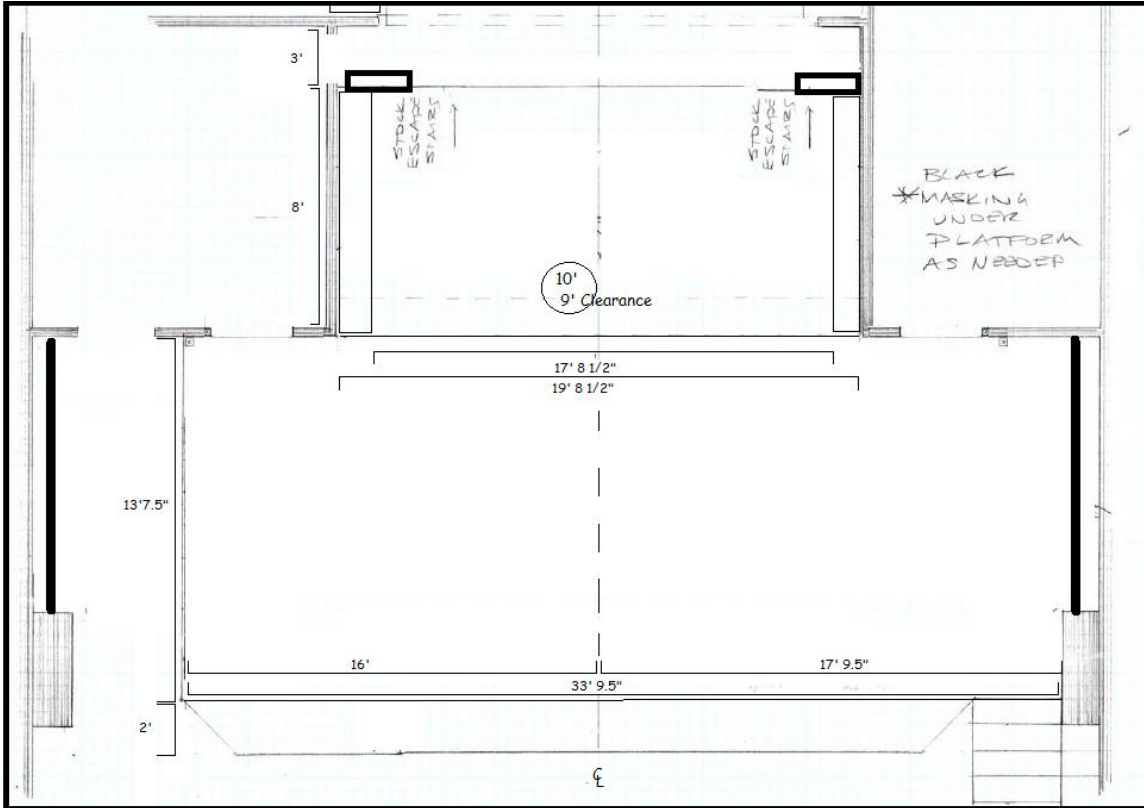 3'
STOCK
ESCAPE
STAIRS
STOCK
ESCAPE
STAIRS
BLACK
*MASKING
UNDER
PLATFORM
AS NEEDED
8'
10'
9' Clearance
17' 8 1/2"
19' 8 1/2"
13'7.5"
16'
17' 9.5"
33' 9.5"
2'
℄